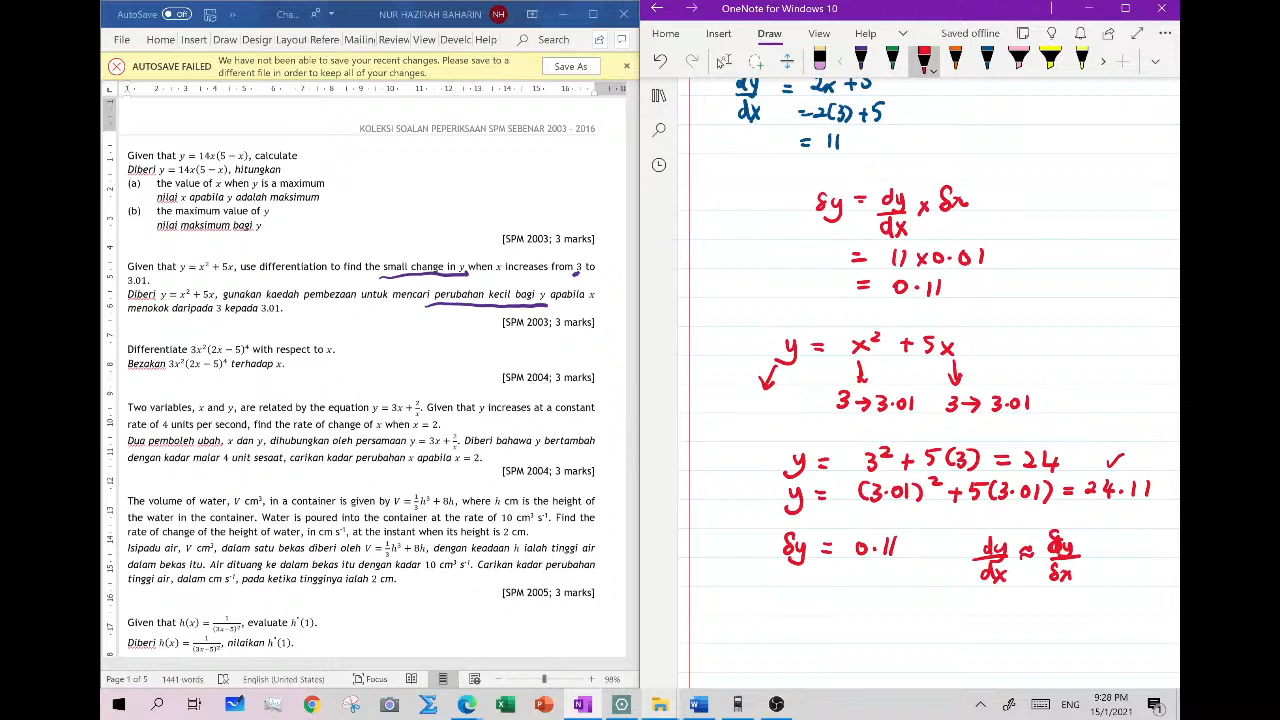 AutoSave Off
Cha...
NUR HAZIRAH BAHARIN NH
File Home Insert Draw Design Layout Referen Mailing Review View Develo Help Search
AUTOSAVE FAILED We haven't been able to save your recent changes. Please save to a different file in order to keep all of your changes. Save As
KOLEKSI SOALAN PEPERIKSAAN SPM SEBENAR 2003 - 2016
Given that y = 14x(5 − x), calculate
Diberi y = 14x(5 − x), hitungkan
(a) the value of x when y is a maximum
nilai x apabila y adalah maksimum
(b) the maximum value of y
nilai maksimum bagi y
[SPM 2003; 3 marks]
Given that y = x² + 5x, use differentiation to find the small change in y when x increases from 3 to
3.01.
Diberi y = x² + 5x, gunakan kaedah pembezaan untuk mencari perubahan kecil bagi y apabila x
menokok daripada 3 kepada 3.01.
[SPM 2003; 3 marks]
Differentiate 3x²(2x − 5)⁴ with respect to x.
Bezakan 3x²(2x − 5)⁴ terhadap x.
[SPM 2004; 3 marks]
Two variables, x and y, are related by the equation y = 3x + 2/x. Given that y increases at a constant
rate of 4 units per second, find the rate of change of x when x = 2.
Dua pemboleh ubah, x dan y, dihubungkan oleh persamaan y = 3x + 2/x. Diberi bahawa y bertambah
dengan kadar malar 4 unit sesaat, carikan kadar perubahan x apabila x = 2.
[SPM 2004; 3 marks]
The value of water, V cm³, in a container is given by V = 1/3 h³ + 8h, where h cm is the height of
the water in the container. Water is poured into the container at the rate of 10 cm³ s⁻¹. Find the
rate of change of the height of water, in cm s⁻¹, at the instant when its height is 2 cm.
Isipadu air, V cm³, dalam satu bekas diberi oleh V = 1/3 h³ + 8h, dengan keadaan h ialah tinggi air
dalam bekas itu. Air dituang ke dalam bekas itu dengan kadar 10 cm³ s⁻¹. Carikan kadar perubahan
tinggi air, dalam cm s⁻¹, pada ketika tingginya ialah 2 cm.
[SPM 2005; 3 marks]
Given that h(x) = 1/(3x−5)², evaluate h"(1).
Diberi h(x) = 1/(3x−5)², nilaikan h"(1).
Page 1 of 5 1441 words English (United States) Focus 98%
OneNote for Windows 10
Home Insert Draw View Help Saved offline
dy/dx = 2x + 5
= 2(3) + 5
= 11
δy = dy/dx × δx
= 11 × 0.01
= 0.11
y = x² + 5x
3 → 3.01 3 → 3.01
y = 3² + 5(3) = 24 ✓
y = (3.01)² + 5(3.01) = 24.11
δy = 0.11 dy/dx ≈ δy/δx
9:28 PM
ENG
15/1/2021